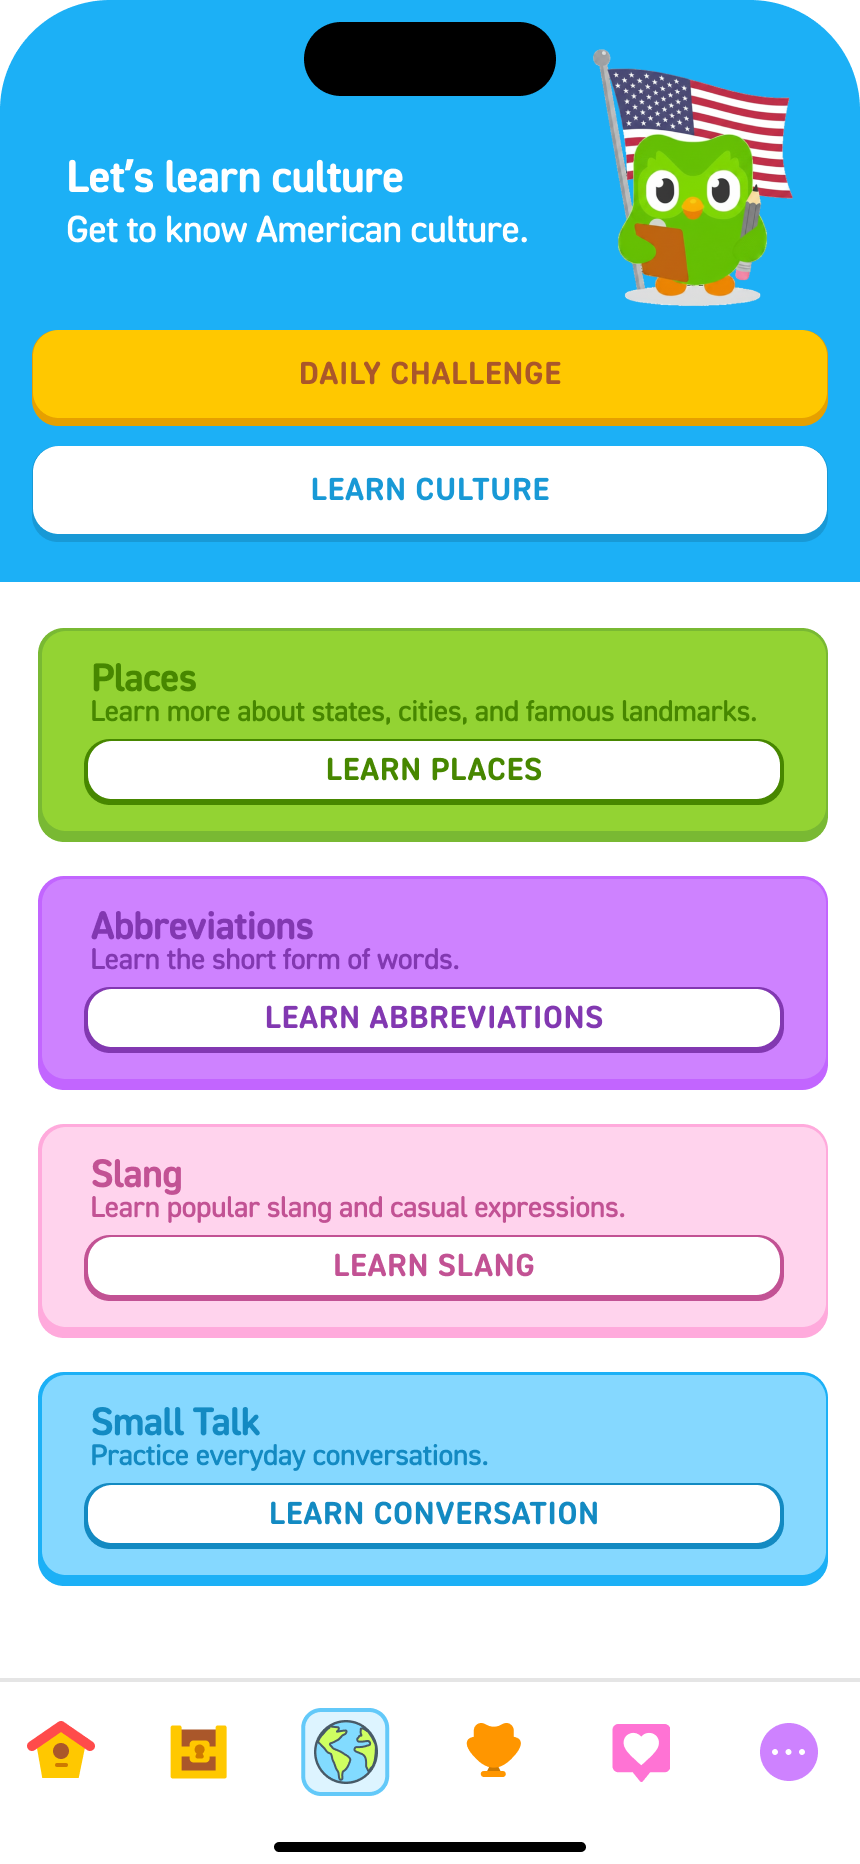 Let's learn culture
Get to know American culture.
DAILY CHALLENGE
LEARN CULTURE
Places
Learn more about states, cities, and famous landmarks.
LEARN PLACES
Abbreviations
Learn the short form of words.
LEARN ABBREVIATIONS
Slang
Learn popular slang and casual expressions.
LEARN SLANG
Small Talk
Practice everyday conversations.
LEARN CONVERSATION